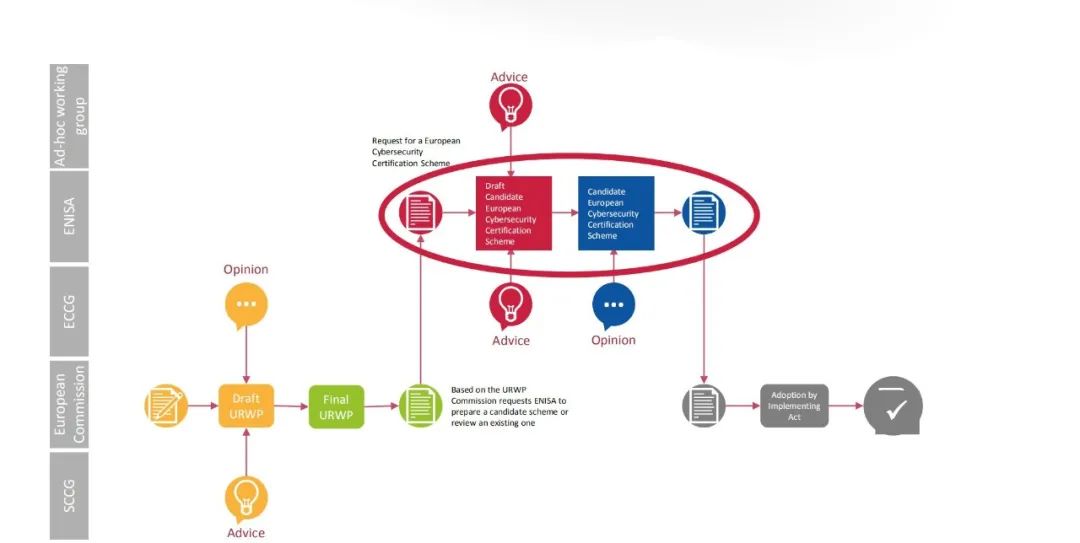 Ad-hoc working
group
ENISA
ECCG
European
Commission
SCCG
Advice
Request for a European
Cybersecurity
Certification Scheme
Draft
Candidate
European
Cybersecurity
Certification
Scheme
Candidate
European
Cybersecurity
Certification
Scheme
Opinion
Advice
Opinion
Draft
URWP
Final
URWP
Based on the URWP
Commission requests ENISA to
prepare a candidate scheme or
review an existing one
Adoption by
Implementing
Act
Advice